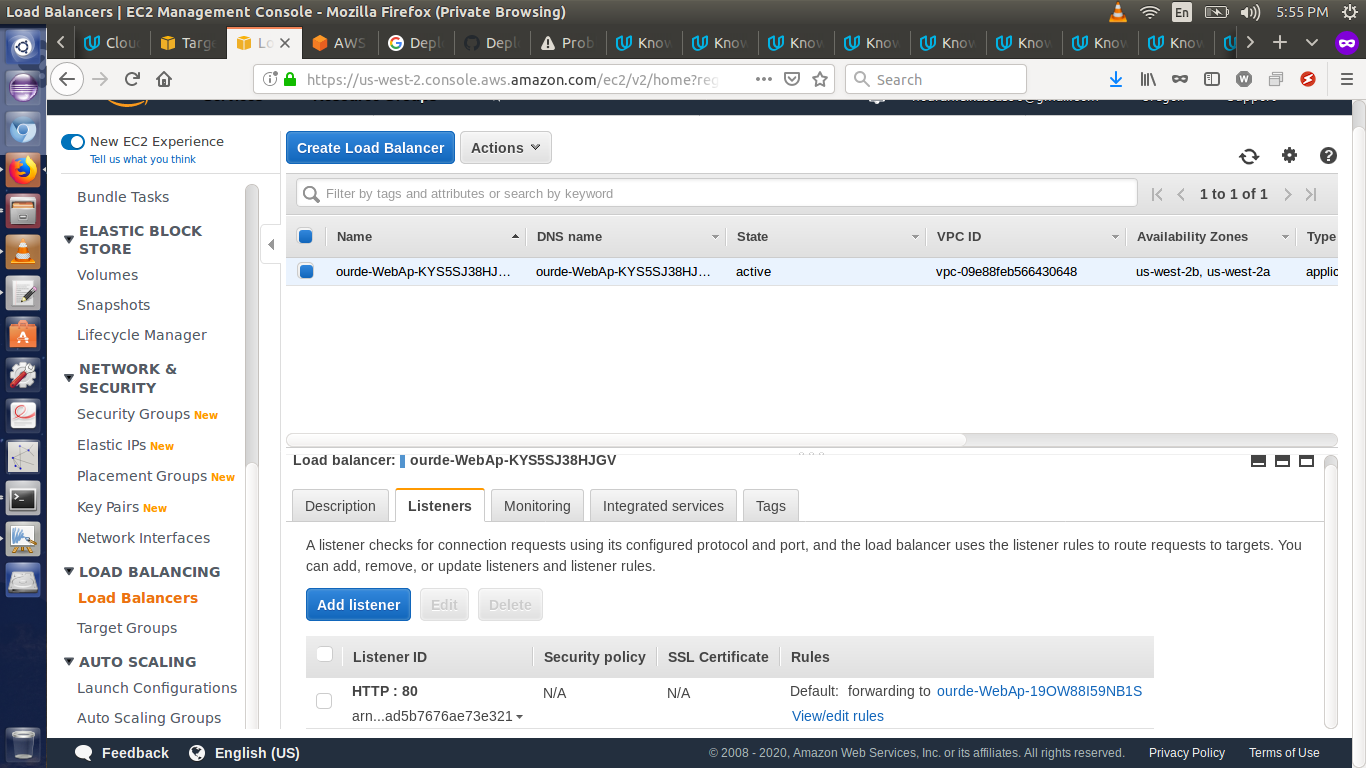 Load Balancers | EC2 Management Console - Mozilla Firefox (Private Browsing)
En
5:55 PM
Clou
Targe
Lo
AWS
Depl
Depl
Prob
Know
Know
Know
Know
Know
Know
Know
Know
https://us-west-2.console.aws.amazon.com/ec2/v2/home?reg
Search
New EC2 Experience
Tell us what you think
Bundle Tasks
ELASTIC BLOCK
STORE
Volumes
Snapshots
Lifecycle Manager
NETWORK &
SECURITY
Security Groups New
Elastic IPs New
Placement Groups New
Key Pairs New
Network Interfaces
LOAD BALANCING
Load Balancers
Target Groups
AUTO SCALING
Launch Configurations
Auto Scaling Groups
Create Load Balancer
Actions
Filter by tags and attributes or search by keyword
1 to 1 of 1
Name DNS name State VPC ID Availability Zones Type
ourde-WebAp-KYS5SJ38HJ... ourde-WebAp-KYS5SJ38HJ... active vpc-09e88feb566430648 us-west-2b, us-west-2a applic
Load balancer: ourde-WebAp-KYS5SJ38HJGV
Description Listeners Monitoring Integrated services Tags
A listener checks for connection requests using its configured protocol and port, and the load balancer uses the listener rules to route requests to targets. You
can add, remove, or update listeners and listener rules.
Add listener Edit Delete
Listener ID Security policy SSL Certificate Rules
HTTP : 80 N/A N/A Default: forwarding to ourde-WebAp-19OW88I59NB1S
arn...ad5b7676ae73e321 View/edit rules
Feedback English (US)
© 2008 - 2020, Amazon Web Services, Inc. or its affiliates. All rights reserved. Privacy Policy Terms of Use